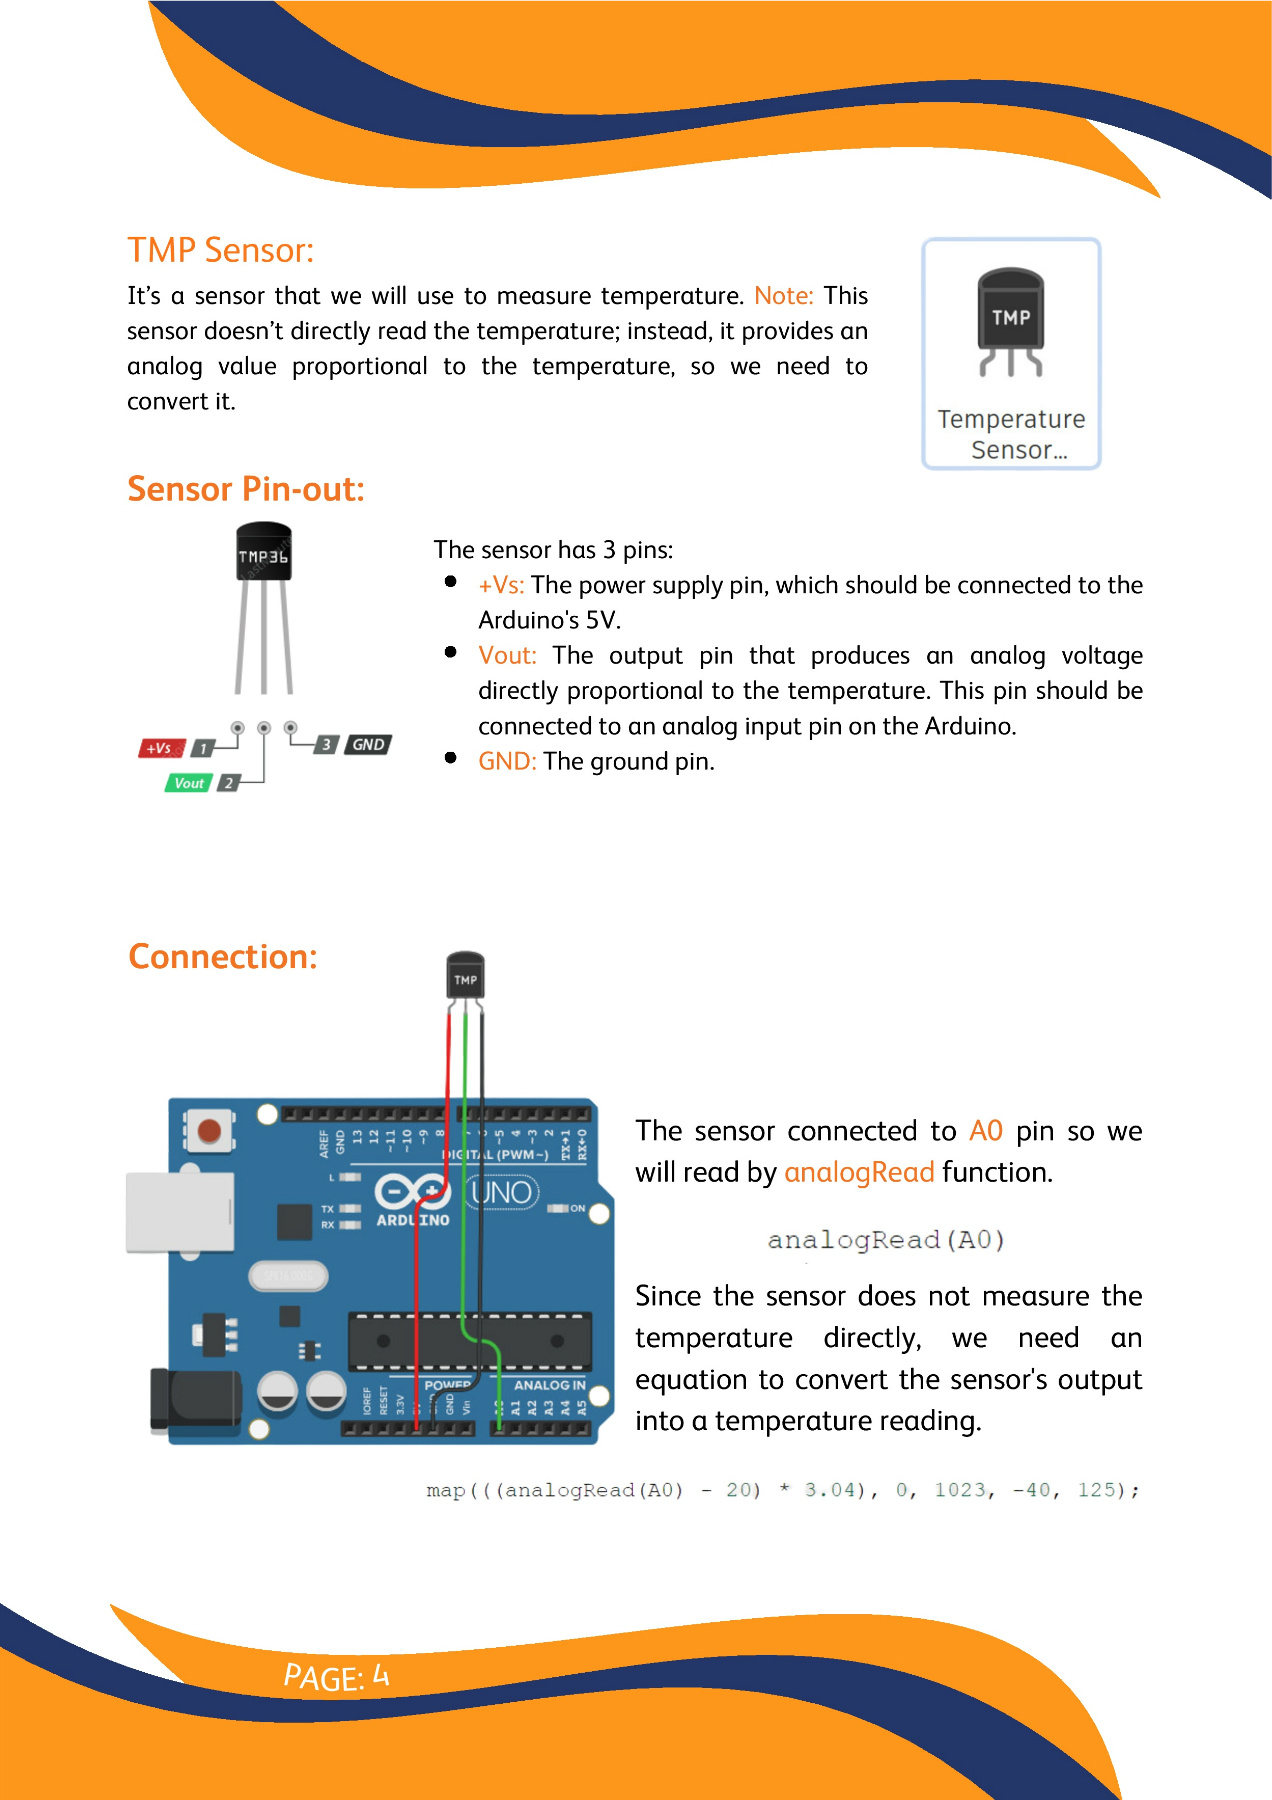 TMP Sensor:
It's a sensor that we will use to measure temperature. Note: This
sensor doesn't directly read the temperature; instead, it provides an
analog value proportional to the temperature, so we need to
convert it.
TMP
Temperature
Sensor...
Sensor Pin-out:
TMP36
+Vs 1
Vout 2
3 GND
The sensor has 3 pins:
• +Vs: The power supply pin, which should be connected to the
Arduino's 5V.
• Vout: The output pin that produces an analog voltage
directly proportional to the temperature. This pin should be
connected to an analog input pin on the Arduino.
• GND: The ground pin.
Connection:
TMP
AREF
GND
13
12
~11
~10
~9
8
~5
4
~3
2
TX→1
RX←0
DIGITAL (PWM~)
L
TX
RX
ARDUINO
UNO
ON
POWER
ANALOG IN
IOREF
RESET
3.3V
GND
Vin
A1
A2
A3
A4
A5
The sensor connected to A0 pin so we
will read by analogRead function.
analogRead(A0)
Since the sensor does not measure the
temperature directly, we need an
equation to convert the sensor's output
into a temperature reading.
map(((analogRead(A0) - 20) * 3.04), 0, 1023, -40, 125);
PAGE: 4